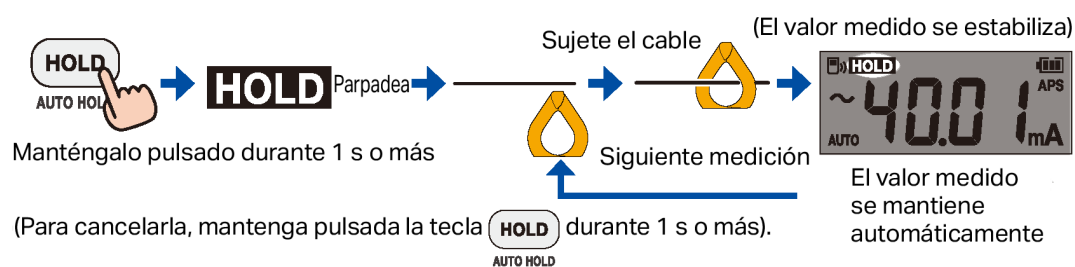 (El valor medido se estabiliza)
Sujete el cable
HOLD
AUTO HOL
HOLD
Parpadea
HOLD
APS
~40.01
AUTO
mA
Manténgalo pulsado durante 1 s o más
Siguiente medición
El valor medido
se mantiene
automáticamente
(Para cancelarla, mantenga pulsada la tecla HOLD durante 1 s o más).
AUTO HOLD